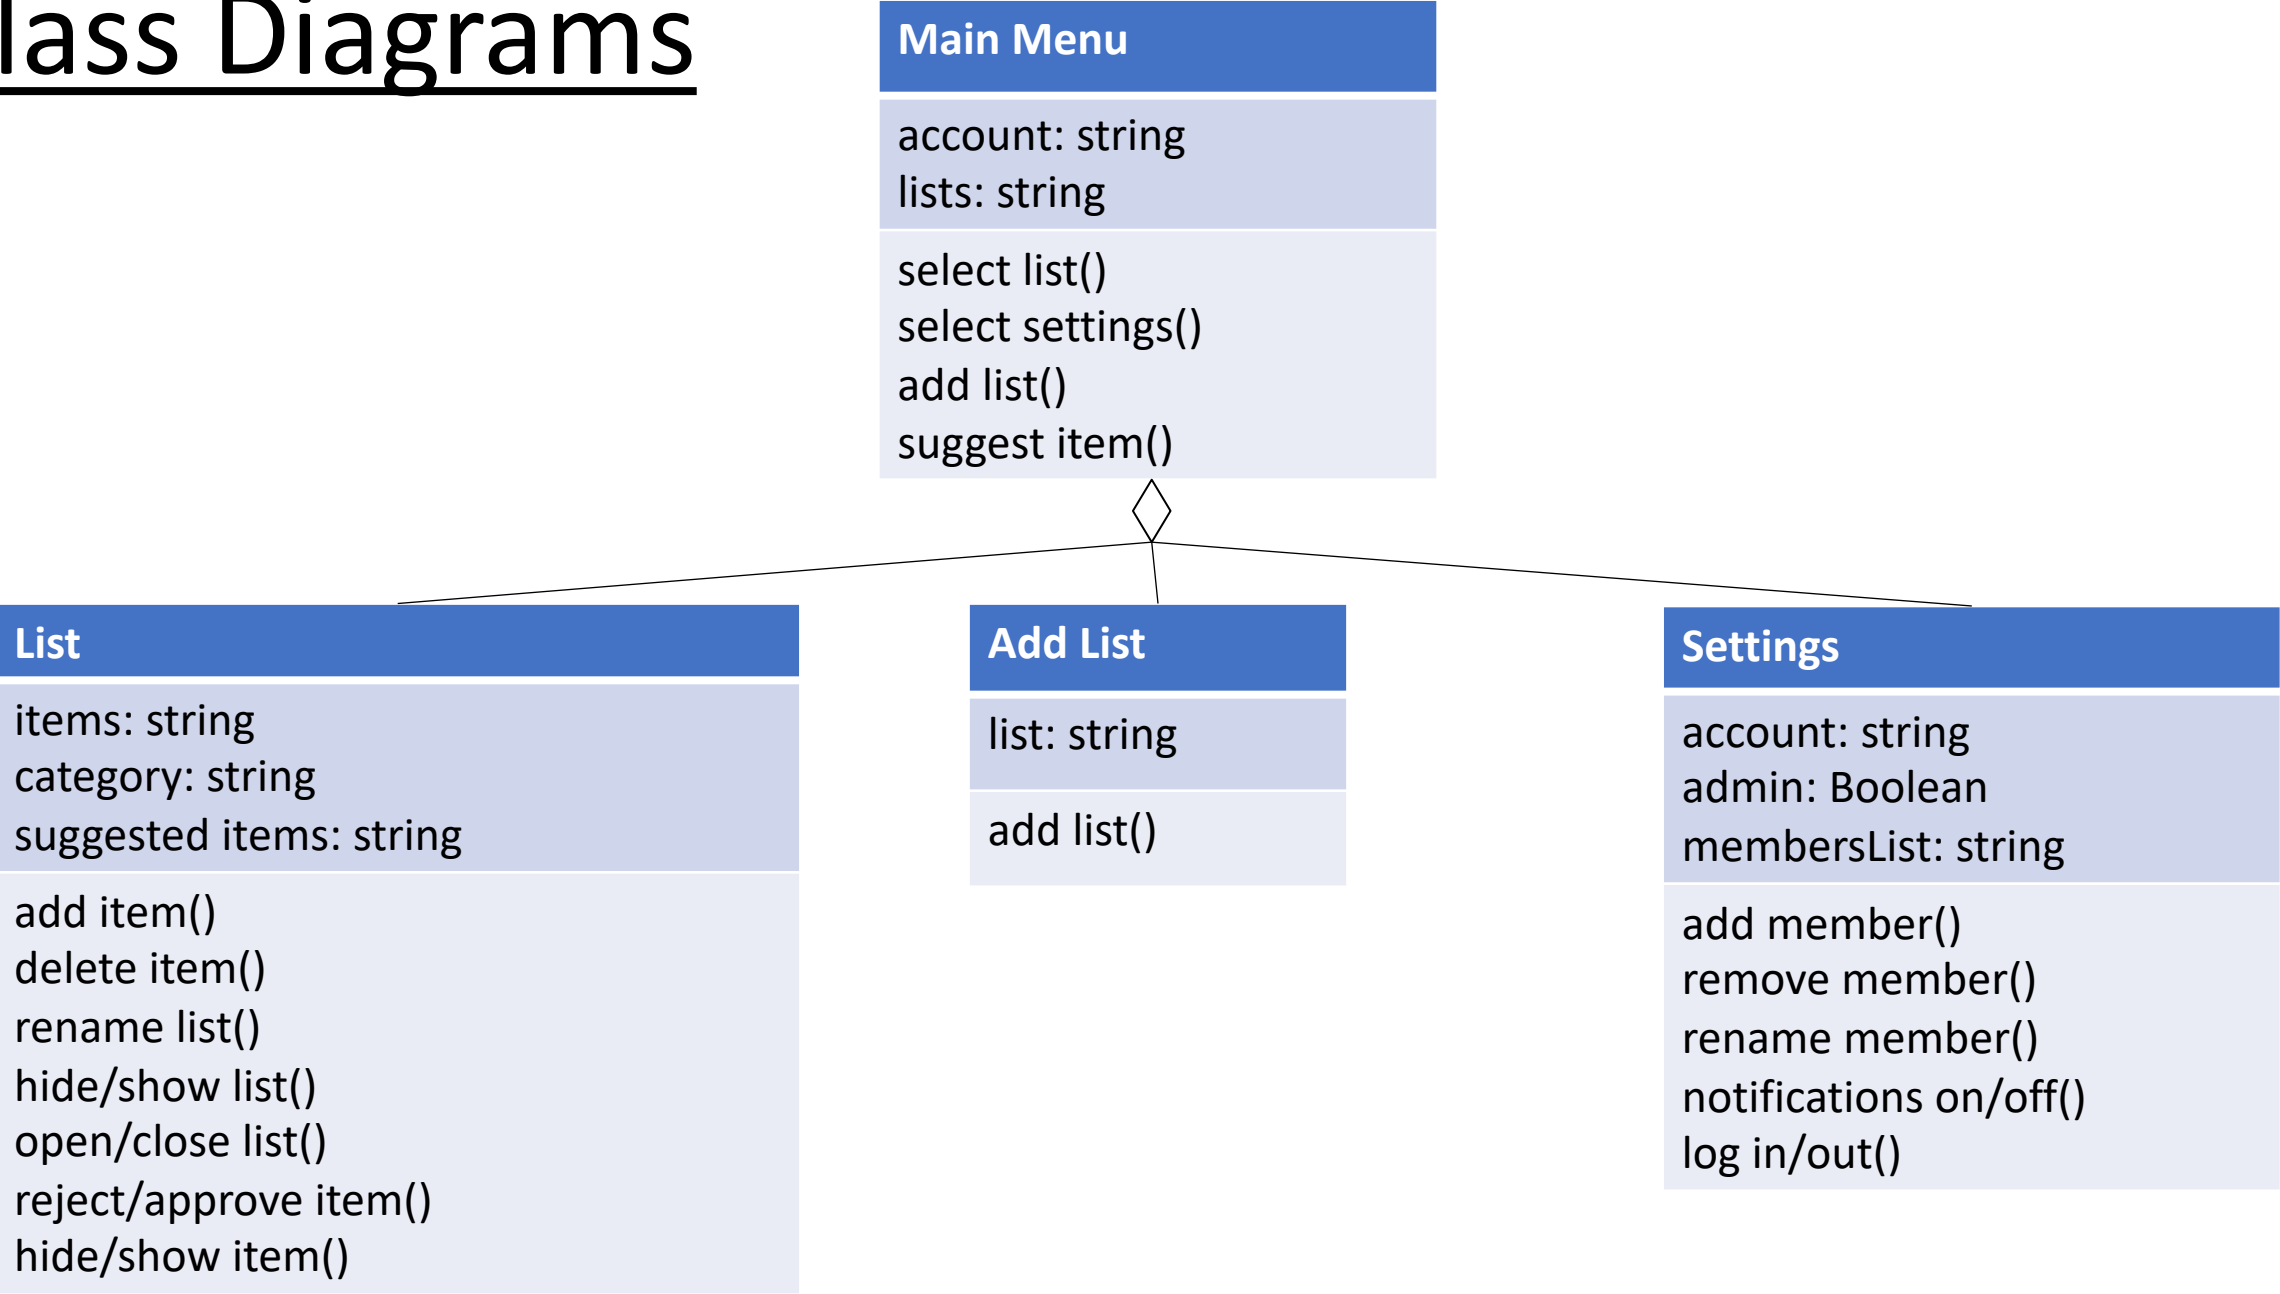 lass Diagrams
Main Menu
account: string
lists: string
select list()
select settings()
add list()
suggest item()
List
items: string
category: string
suggested items: string
add item()
delete item()
rename list()
hide/show list()
open/close list()
reject/approve item()
hide/show item()
Add List
list: string
add list()
Settings
account: string
admin: Boolean
membersList: string
add member()
remove member()
rename member()
notifications on/off()
log in/out()